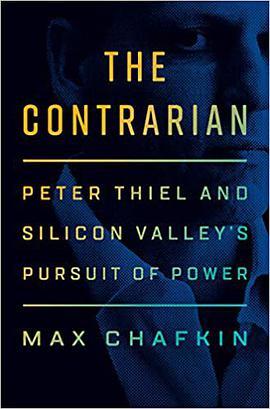 THE
CONTRARIAN
PETER THIEL AND
SILICON VALLEY'S
PURSUIT OF POWER
MAX CHAFKIN